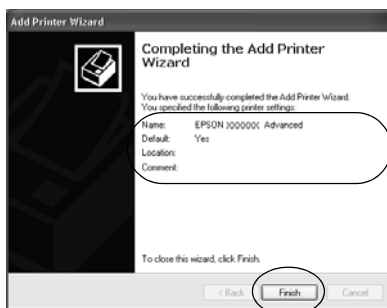 Add Printer Wizard
Completing the Add Printer
Wizard
You have successfully completed the Add Printer Wizard.
You specified the following printer settings:
Name: EPSON XXXXXX Advanced
Default: Yes
Location:
Comment:
To close this wizard, click Finish.
< Back Finish Cancel